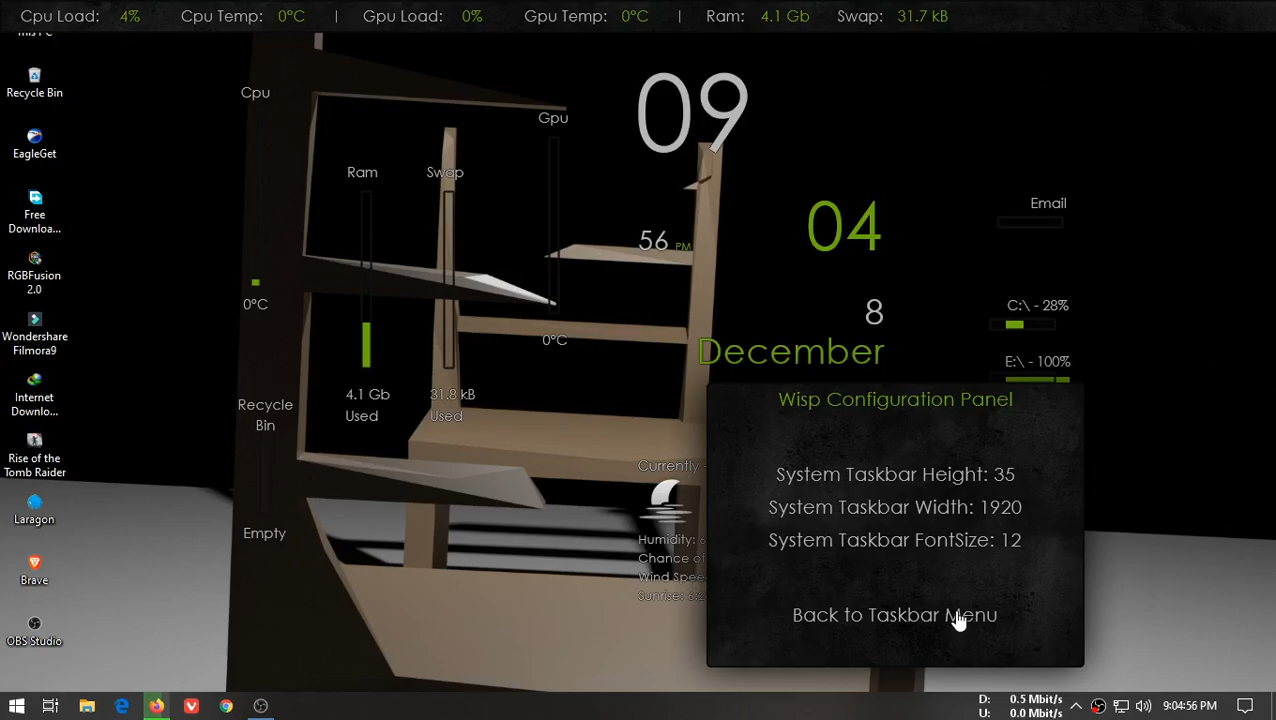 Cpu Load: 4% Cpu Temp: 0°C | Gpu Load: 0% Gpu Temp: 0°C | Ram: 4.1 Gb Swap: 31.7 kB
Recycle Bin
EagleGet
Free
Downloa...
RGBFusion
2.0
Wondershare
Filmora9
Internet
Downlo...
Rise of the
Tomb Raider
Laragon
Brave
OBS Studio
Cpu
0°C
Recycle
Bin
Empty
Ram
4.1 Gb
Used
Swap
31.8 kB
Used
Gpu
0°C
09
56 PM
04
8
December
Email
C:\ - 28%
E:\ - 100%
Currently
Humidity:
Chance of
Wind Spee
Sunrise:
Wisp Configuration Panel
System Taskbar Height: 35
System Taskbar Width: 1920
System Taskbar FontSize: 12
Back to Taskbar Menu
D: 0.5 Mbit/s
U: 0.0 Mbit/s
9:04:56 PM